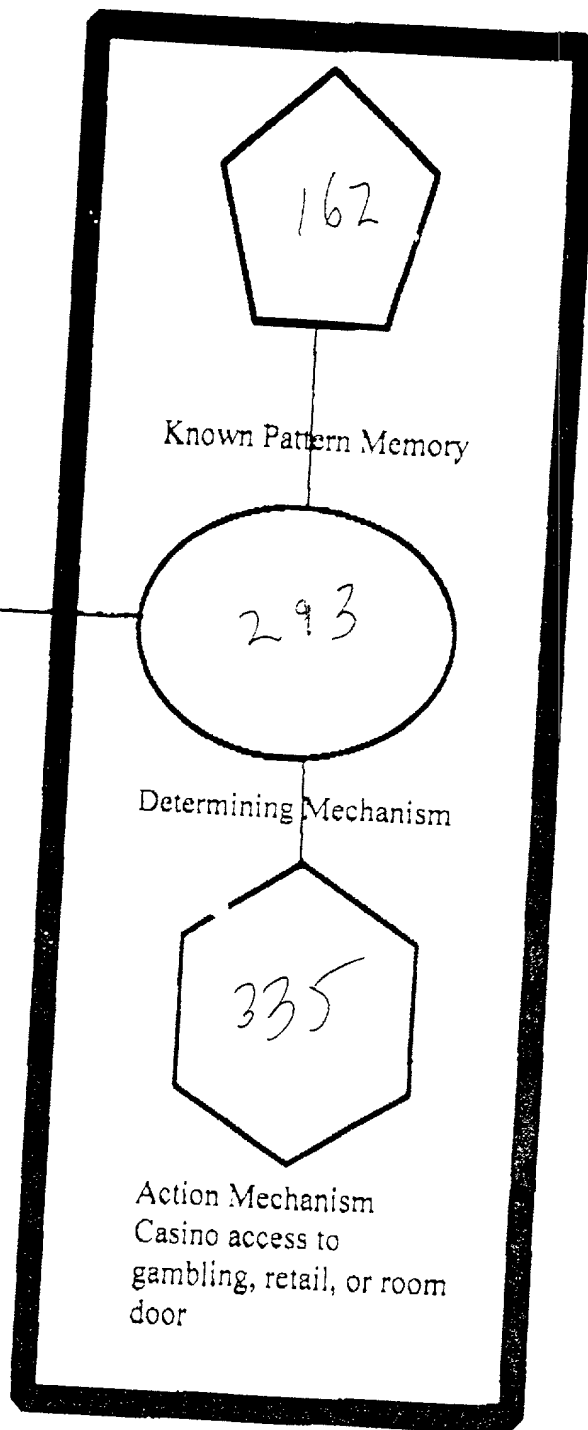 162
Known Pattern Memory
293
Determining Mechanism
335
Action Mechanism
Casino access to
gambling, retail, or room
door